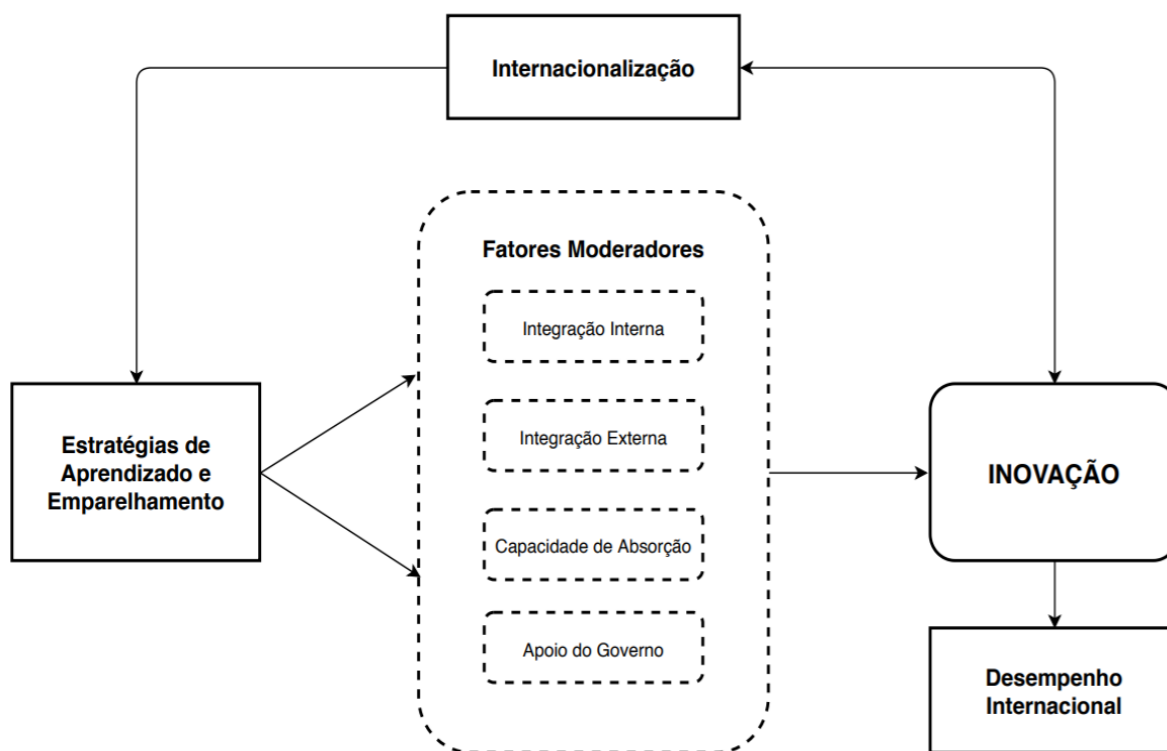 Internacionalização
Fatores Moderadores
Integração Interna
Integração Externa
Capacidade de Absorção
Apoio do Governo
Estratégias de
Aprendizado e
Emparelhamento
INOVAÇÃO
Desempenho
Internacional